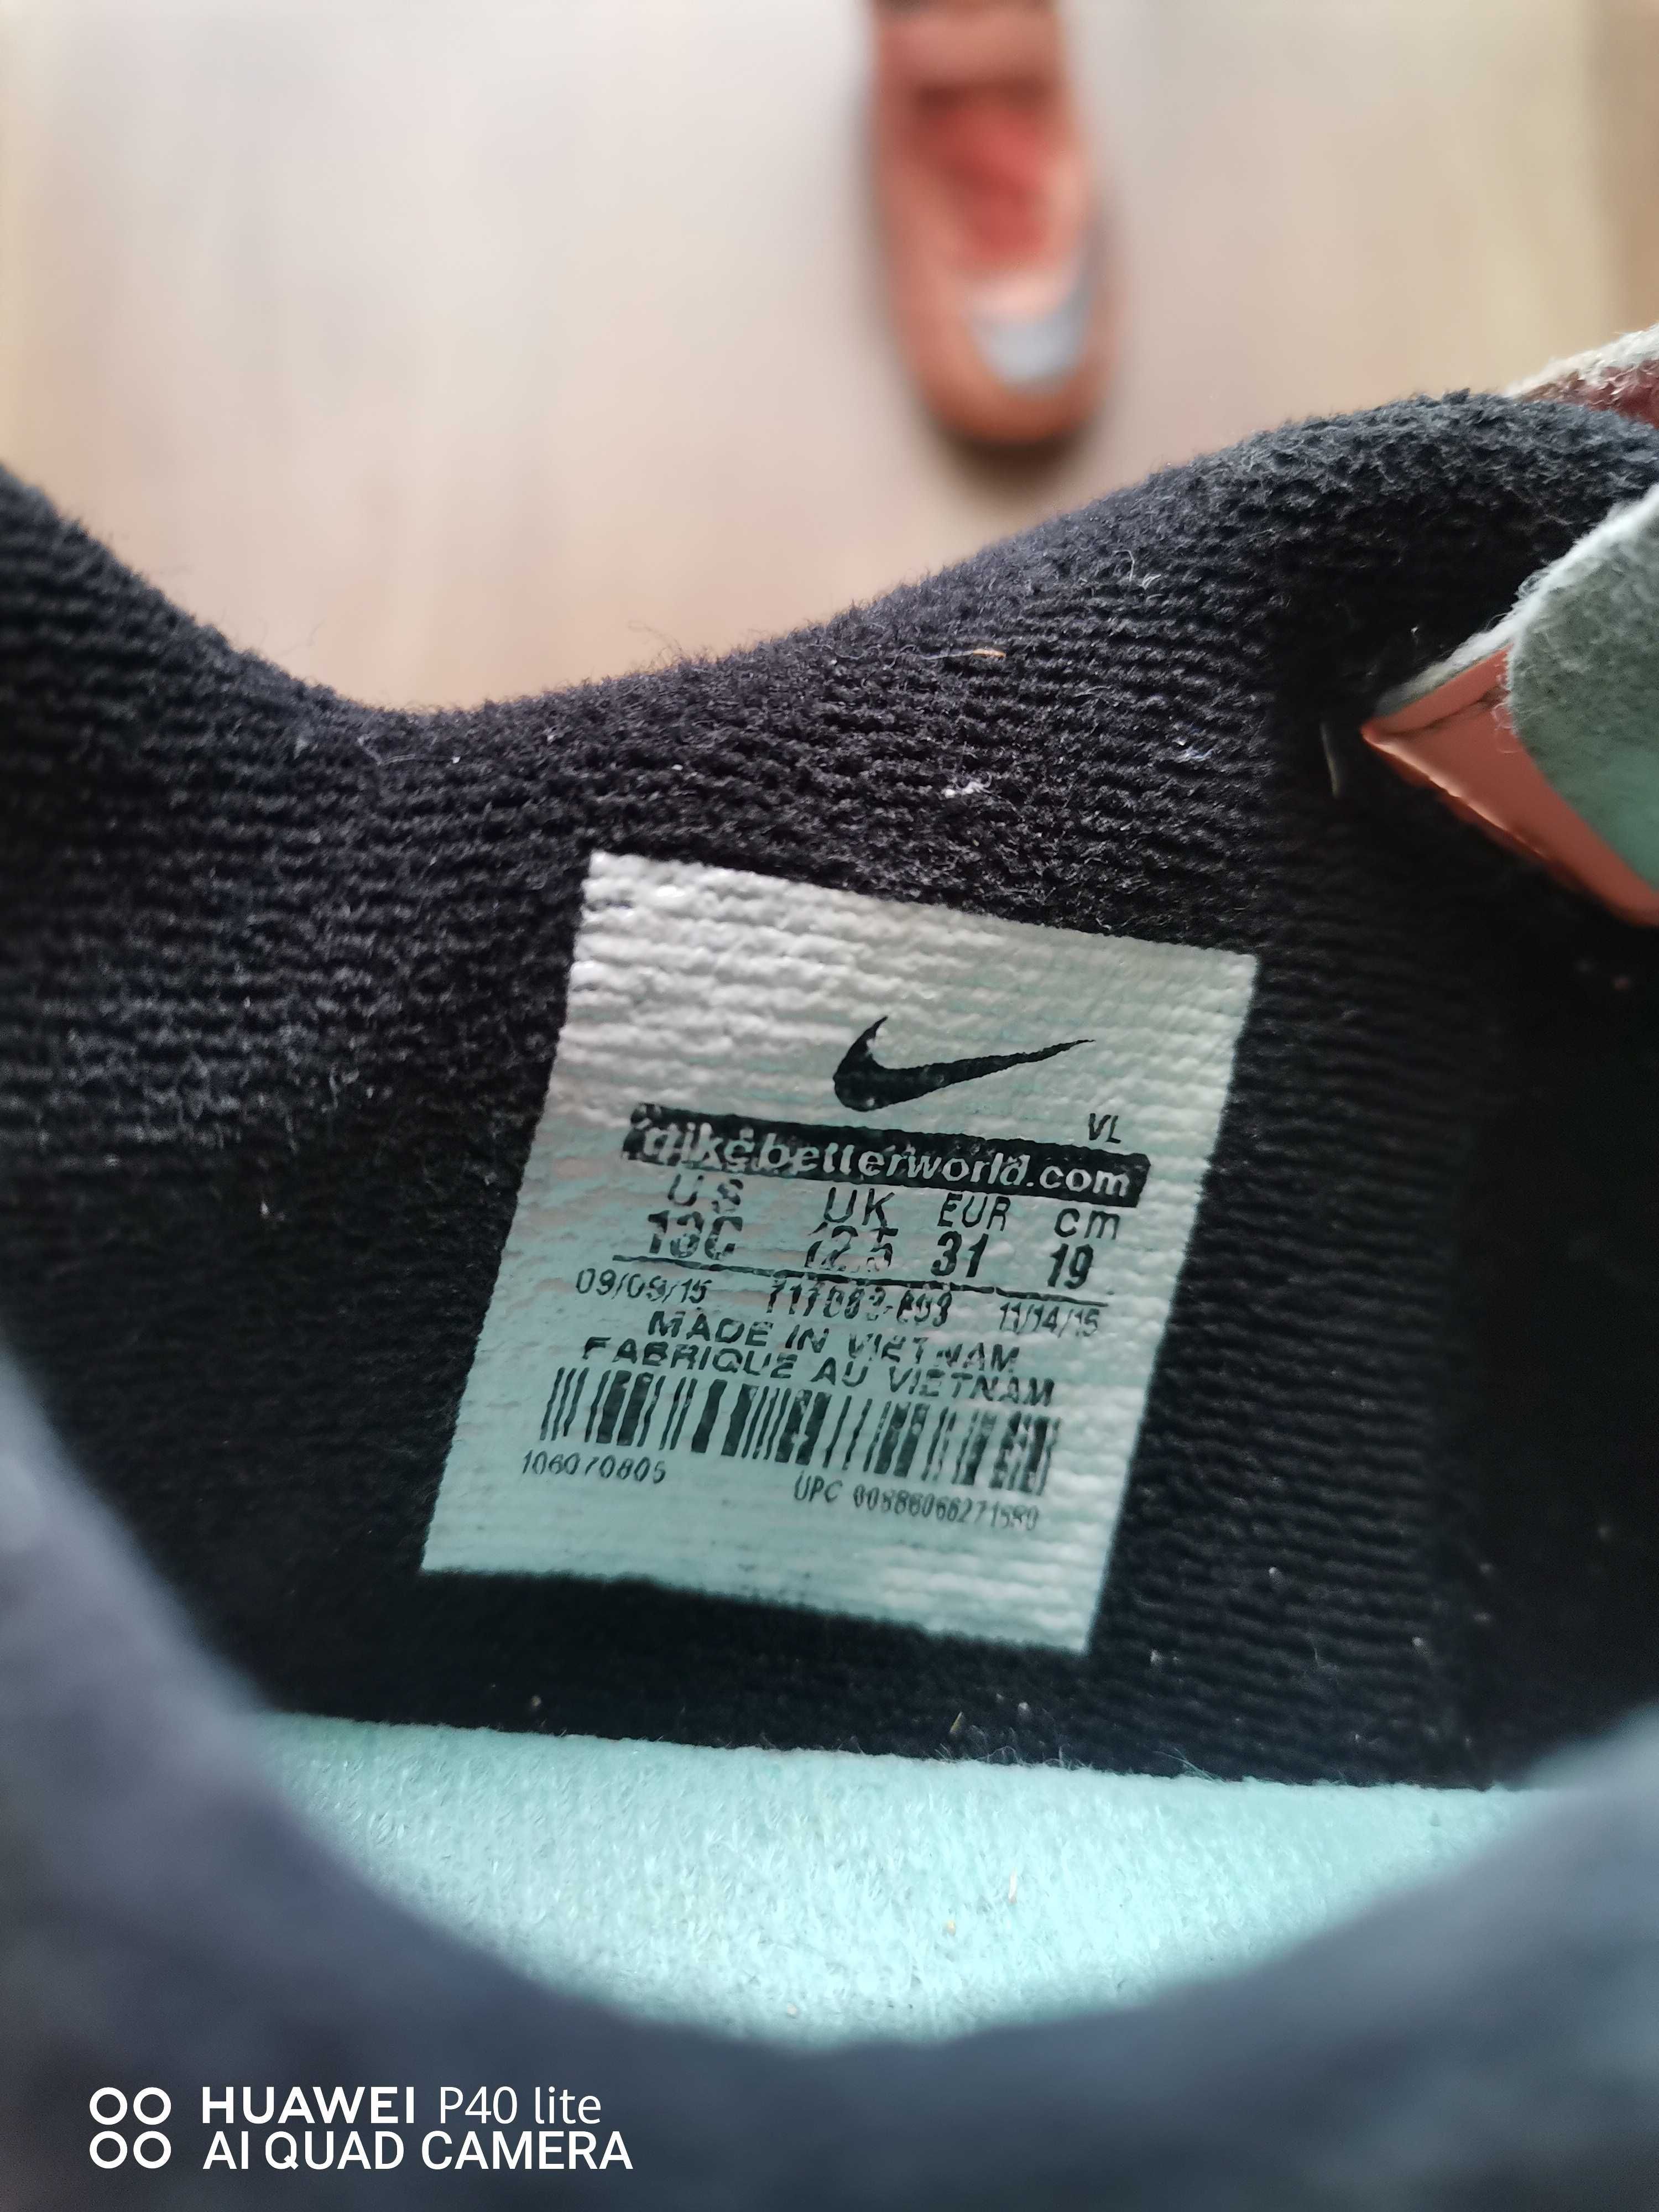 VL
nikebetterworld.com
US UK EUR cm
13C 12.5 31 19
09/09/15 11/14/15
MADE IN VIETNAM
FABRIQUE AU VIETNAM
106070805
UPC
HUAWEI P40 lite
AI QUAD CAMERA